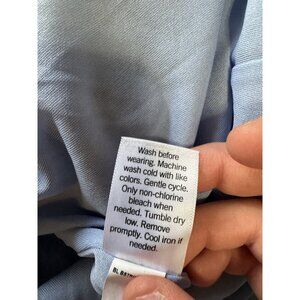 Wash before
wearing. Machine
wash cold with like
colors. Gentle cycle.
Only non-chlorine
bleach when
needed. Tumble dry
low. Remove
promptly. Cool iron if
needed.